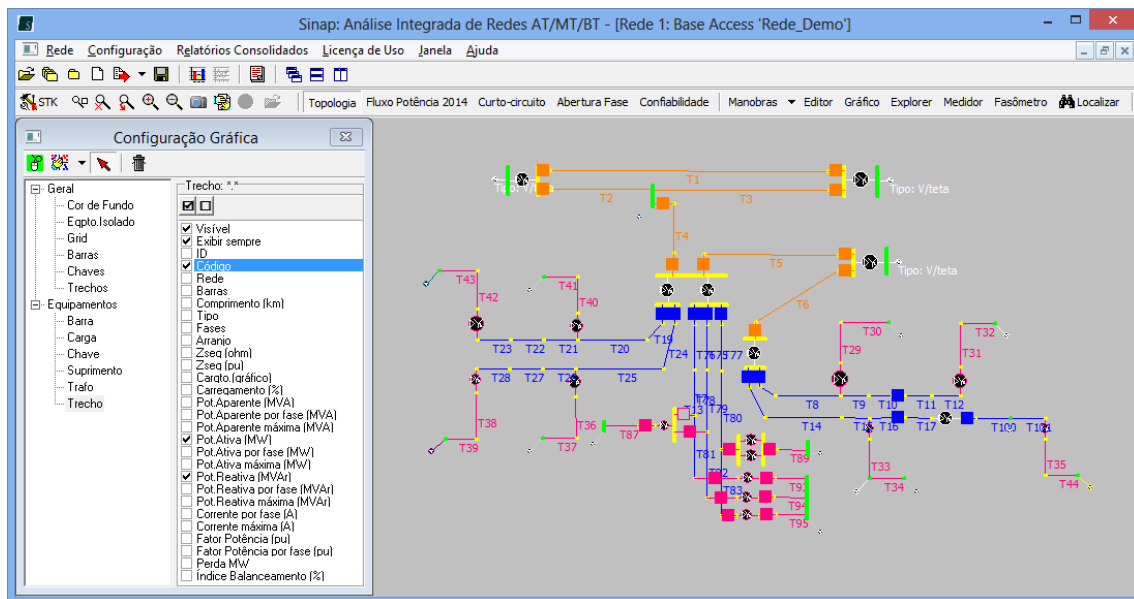 Sinap: Análise Integrada de Redes AT/MT/BT - [Rede 1: Base Access 'Rede_Demo']
Rede Configuração Relatórios Consolidados Licença de Uso Janela Ajuda
STK Topologia Fluxo Potência 2014 Curto-circuito Abertura Fase Confiabilidade Manobras Editor Gráfico Explorer Medidor Fasômetro Localizar
Configuração Gráfica
Geral
Cor de Fundo
Eqpto.Isolado
Grid
Barras
Chaves
Trechos
Equipamentos
Barra
Carga
Chave
Suprimento
Trafo
Trecho
Trecho: *.*
Visível
Exibir sempre
ID
Código
Rede
Barras
Comprimento (km)
Tipo
Fases
Arranjo
Zseq (ohm)
Zseq (pu)
Cargto.(gráfico)
Carregamento (%)
Pot.Aparente (MVA)
Pot.Aparente por fase (MVA)
Pot.Aparente máxima (MVA)
Pot.Ativa (MW)
Pot.Ativa por fase (MW)
Pot.Ativa máxima (MW)
Pot.Reativa (MVAr)
Pot.Reativa por fase (MVAr)
Pot.Reativa máxima (MVAr)
Corrente por fase (A)
Corrente máxima (A)
Fator Potência (pu)
Fator Potência por fase (pu)
Perda MW
Índice Balanceamento (%)
T1
Tipo: V/teta Tipo: V/teta
T2 T3
T4
T5
Tipo: V/teta
T43 T41
T42 T40 T6
T30 T32
T19
T23 T22 T21 T20 T24 T77 T29 T31
T28 T27 T25
T8 T9 T10 T11 T12
T38 T36 T79 T80 T14 T16 T17
T87
T39 T37 T81 T89 T33 T35
T83 T34 T44
T94
T95